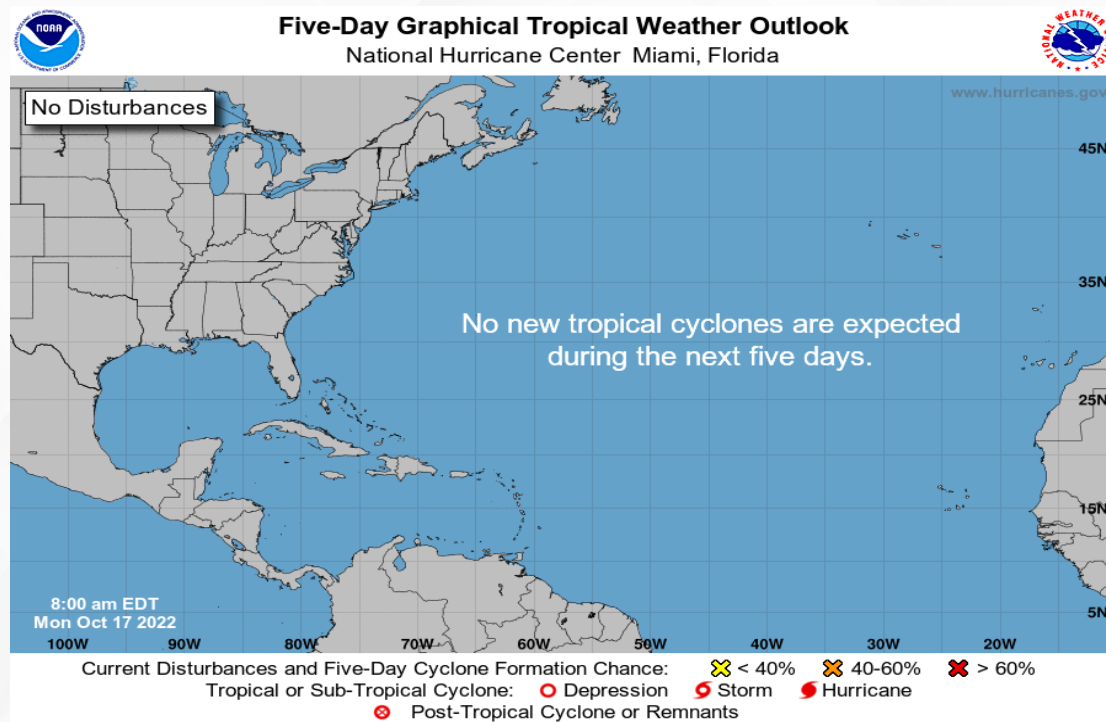 Five-Day Graphical Tropical Weather Outlook
National Hurricane Center Miami, Florida
NOAA
No Disturbances
www.hurricanes.gov
45N
35N
No new tropical cyclones are expected
during the next five days.
25N
15N
8:00 am EDT
Mon Oct 17 2022
5N
100W 90W 80W 70W 60W 50W 40W 30W 20W
Current Disturbances and Five-Day Cyclone Formation Chance: < 40% 40-60% > 60%
Tropical or Sub-Tropical Cyclone: Depression Storm Hurricane
Post-Tropical Cyclone or Remnants